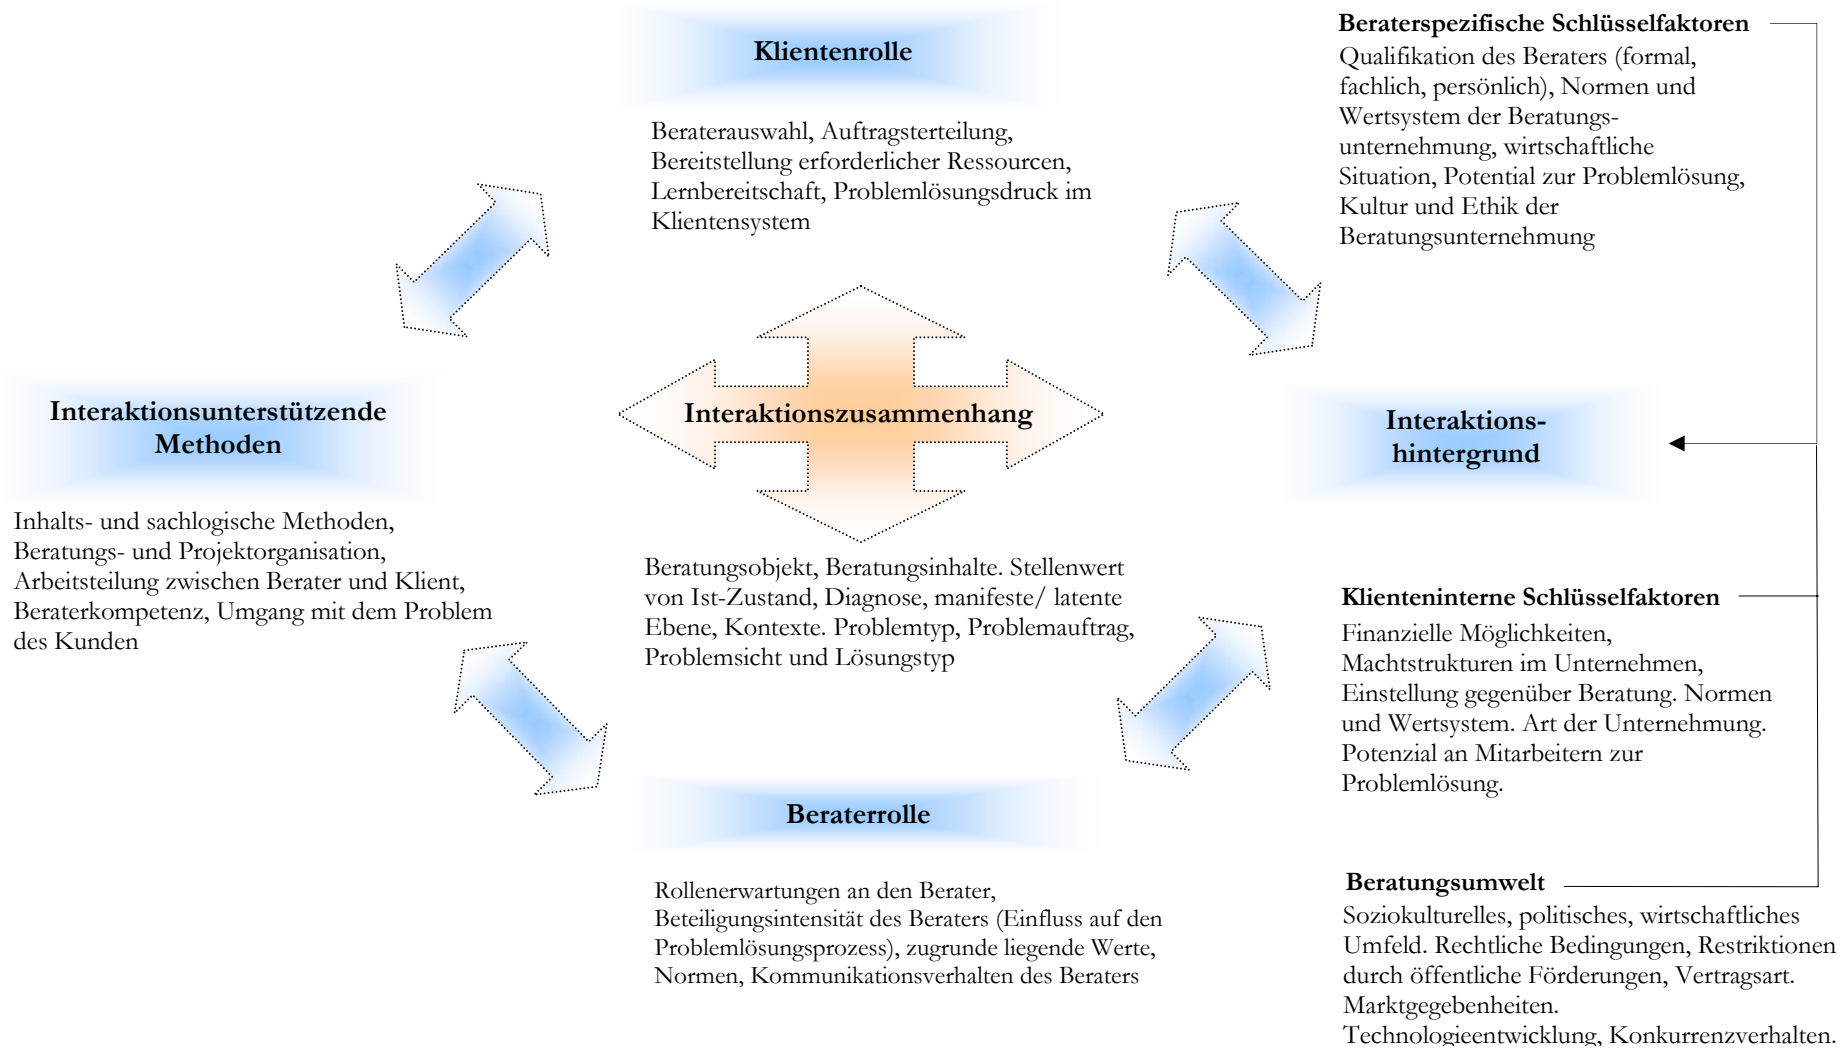 Klientenrolle
Beraterauswahl, Auftragsterteilung,
Bereitstellung erforderlicher Ressourcen,
Lernbereitschaft, Problemlösungsdruck im
Klientensystem
Beraterspezifische Schlüsselfaktoren
Qualifikation des Beraters (formal,
fachlich, persönlich), Normen und
Wertsystem der Beratungs-
unternehmung, wirtschaftliche
Situation, Potential zur Problemlösung,
Kultur und Ethik der
Beratungsunternehmung
Interaktionsunterstützende
Methoden
Inhalts- und sachlogische Methoden,
Beratungs- und Projektorganisation,
Arbeitsteilung zwischen Berater und Klient,
Beraterkompetenz, Umgang mit dem Problem
des Kunden
Interaktionszusammenhang
Beratungsobjekt, Beratungsinhalte. Stellenwert
von Ist-Zustand, Diagnose, manifeste/ latente
Ebene, Kontexte. Problemtyp, Problemauftrag,
Problemsicht und Lösungstyp
Interaktions-
hintergrund
Klienteninterne Schlüsselfaktoren
Finanzielle Möglichkeiten,
Machtstrukturen im Unternehmen,
Einstellung gegenüber Beratung. Normen
und Wertsystem. Art der Unternehmung.
Potenzial an Mitarbeitern zur
Problemlösung.
Beraterrolle
Rollenerwartungen an den Berater,
Beteiligungsintensität des Beraters (Einfluss auf den
Problemlösungsprozess), zugrunde liegende Werte,
Normen, Kommunikationsverhalten des Beraters
Beratungsumwelt
Soziokulturelles, politisches, wirtschaftliches
Umfeld. Rechtliche Bedingungen, Restriktionen
durch öffentliche Förderungen, Vertragsart.
Marktgegebenheiten.
Technologieentwicklung, Konkurrenzverhalten.